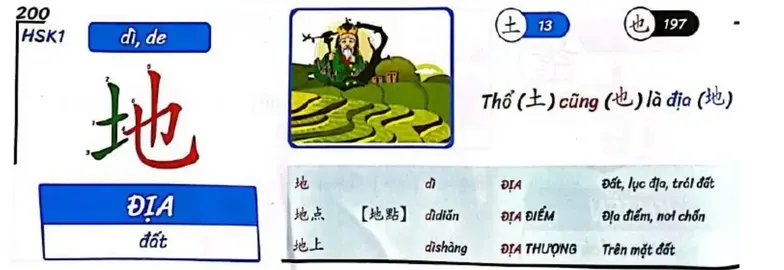 200
HSK1
dì, de
地
ĐỊA
đất
土 13
也 197
Thổ (土) cũng (也) là địa (地)
地 dì ĐỊA Đất, lục địa, trái đất
地点 【地點】 dìdiǎn ĐỊA ĐIỂM Địa điểm, nơi chốn
地上 dìshàng ĐỊA THƯỢNG Trên mặt đất